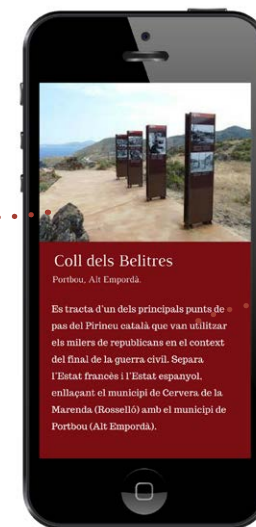 Coll dels Belitres
Portbou, Alt Empordà.
Es tracta d'un dels principals punts de
pas del Pirineu català que van utilitzar
els milers de republicans en el context
del final de la guerra civil. Separa
l'Estat francès i l'Estat espanyol,
enllaçant el municipi de Cervera de la
Marenda (Rosselló) amb el municipi de
Portbou (Alt Empordà).